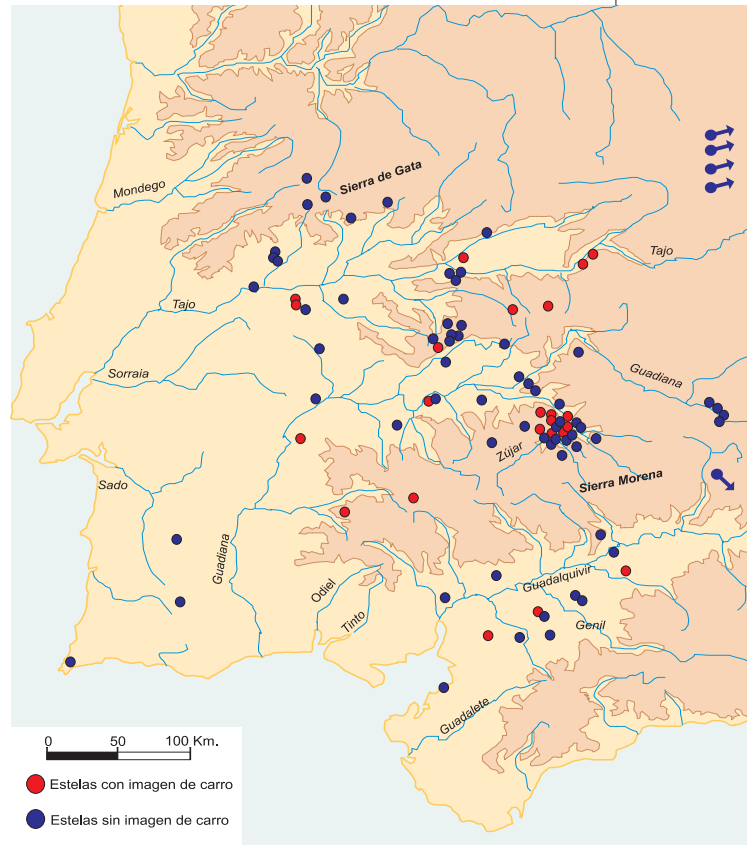 Sierra de Gata
Mondego
Tajo
Tajo
Sorraia
Guadiana
Zújar
Sierra Morena
Sado
Guadiana
Odiel
Tinto
Guadalquivir
Genil
Guadalete
0 50 100 Km.
Estelas con imagen de carro
Estelas sin imagen de carro